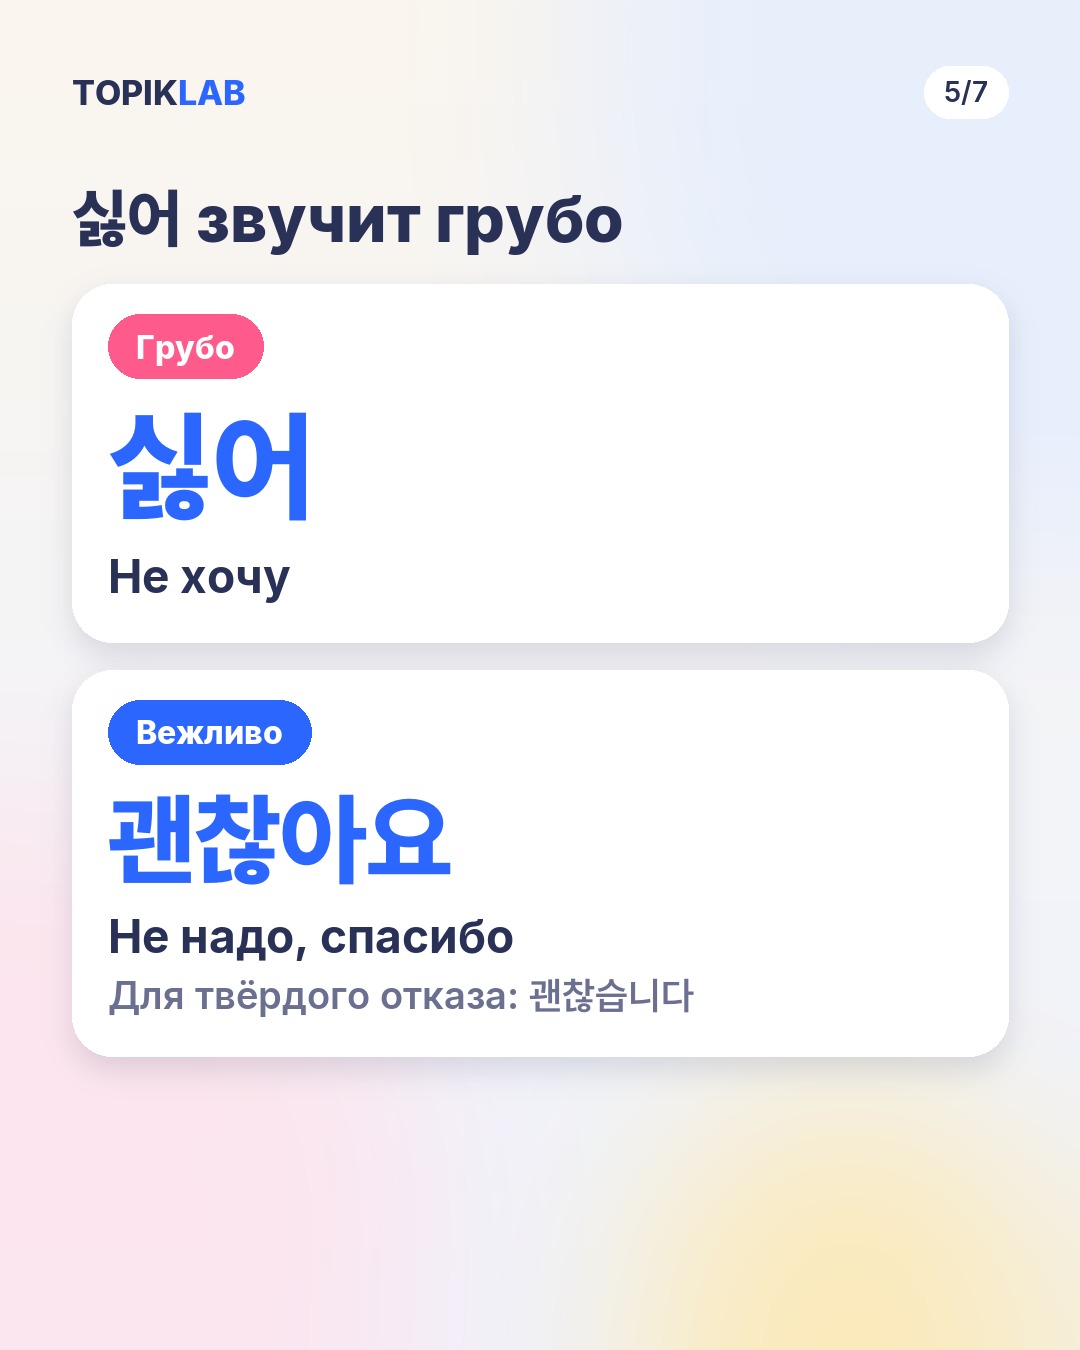 TOPIKLAB
5/7
싫어 звучит грубо
Грубо
싫어
Не хочу
Вежливо
괜찮아요
Не надо, спасибо
Для твёрдого отказа: 괜찮습니다